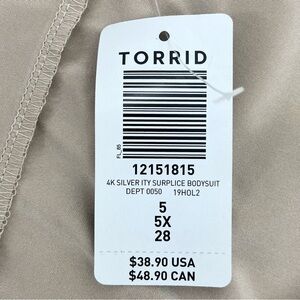 TORRID
FL_85
12151815
4K SILVER ITY SURPLICE BODYSUIT
DEPT 0050 19HOL2
5
5X
28
$38.90 USA
$48.90 CAN